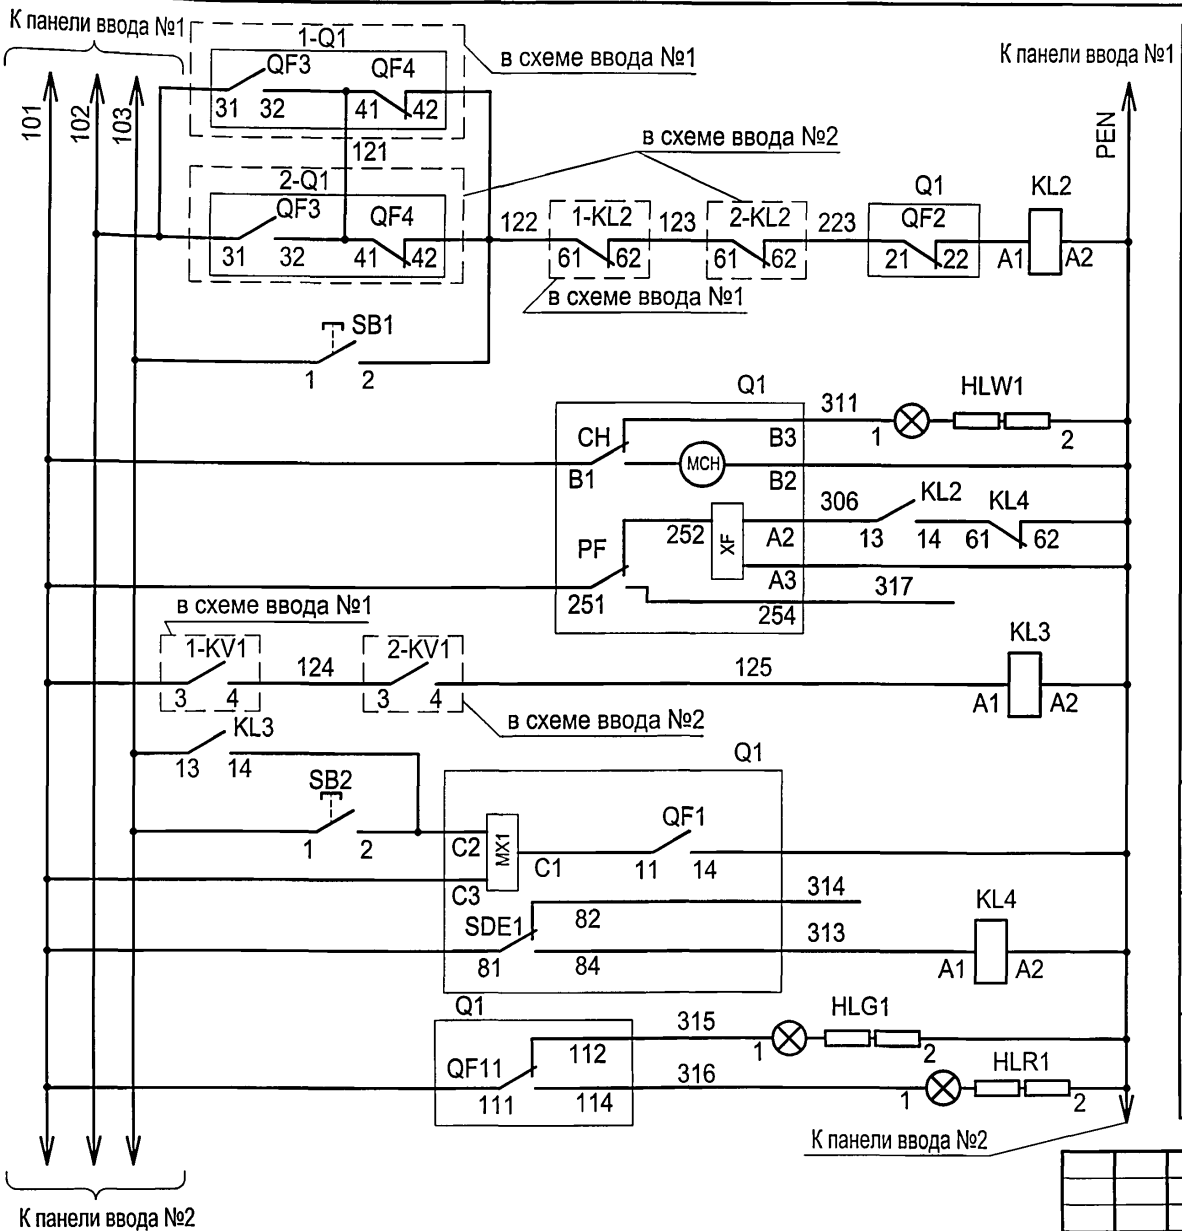 К панели ввода №1
1-Q1
в схеме ввода №1
К панели ввода №1
QF3
QF4
31
32
41
42
101
102
103
121
PEN
в схеме ввода №2
2-Q1
QF3
QF4
31
32
41
42
122
1-KL2
61
62
123
2-KL2
61
62
223
Q1
QF2
21
22
KL2
A1
A2
в схеме ввода №1
SB1
1
2
Q1
311
HLW1
CH
B3
1
2
B1
МСН
B2
306
KL2
KL4
252
XF
A2
13
14
61
62
PF
A3
317
251
254
в схеме ввода №1
1-KV1
3
4
124
2-KV1
3
4
125
KL3
A1
A2
в схеме ввода №2
KL3
13
14
Q1
SB2
1
2
C2
MX1
C1
QF1
11
14
C3
314
SDE1
82
313
KL4
81
84
A1
A2
Q1
315
HLG1
QF11
112
1
2
316
HLR1
111
114
1
2
К панели ввода №2
К панели ввода №2